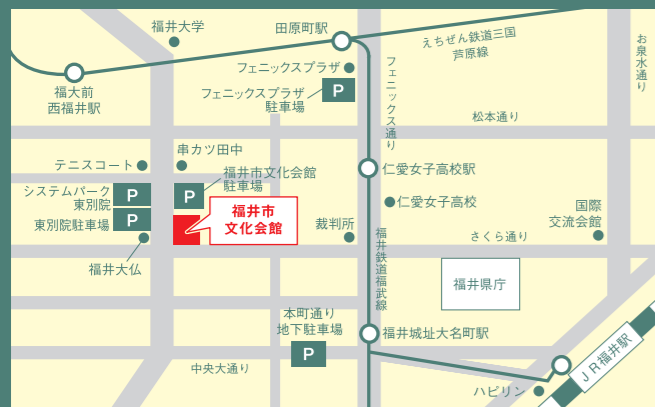 福井大学
田原町駅
えちぜん鉄道三国
芦原線
お泉水通り
フェニックスプラザ
福大前
西福井駅
フェニックスプラザ
駐車場
P
フェニックス通り
松本通り
串カツ田中
テニスコート
福井市文化会館
駐車場
仁愛女子高校駅
システムパーク
東別院
P
P
仁愛女子高校
福井市
文化会館
国際
交流会館
東別院駐車場
P
裁判所
さくら通り
福井鉄道福武線
福井大仏
福井県庁
本町通り
地下駐車場
福井城址大名町駅
P
JR福井駅
中央大通り
ハピリン